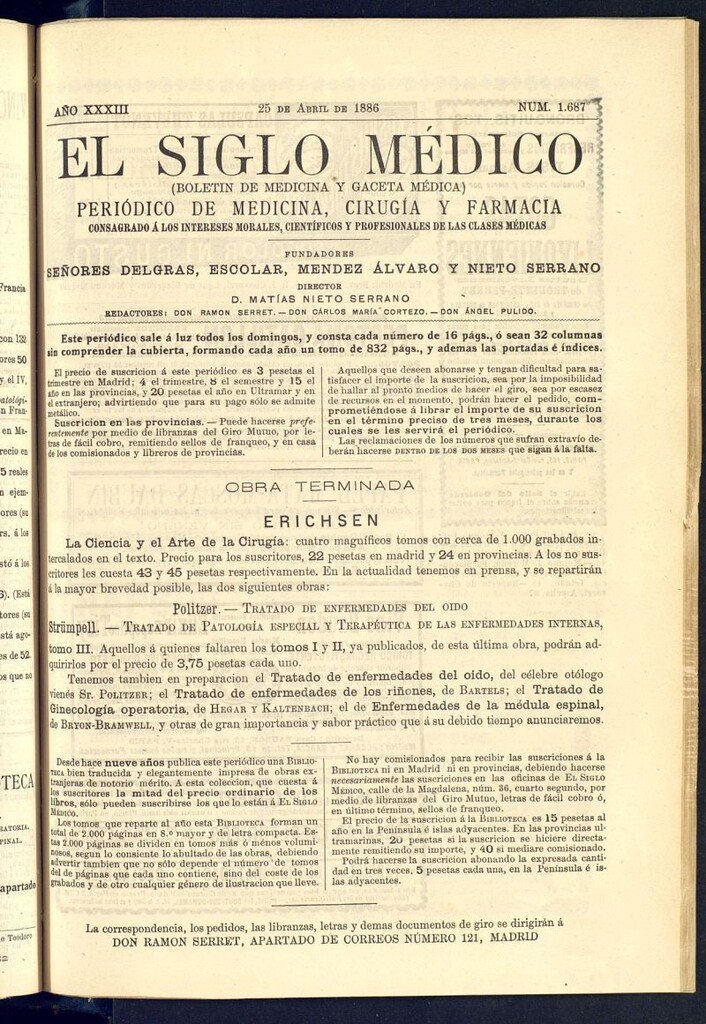 AÑO XXXIII 25 DE ABRIL DE 1886 NUM. 1.687
EL SIGLO MÉDICO
(BOLETIN DE MEDICINA Y GACETA MÉDICA)
PERIÓDICO DE MEDICINA, CIRUGÍA Y FARMACIA
CONSAGRADO Á LOS INTERESES MORALES, CIENTÍFICOS Y PROFESIONALES DE LAS CLASES MÉDICAS
FUNDADORES
SEÑORES DELGRAS, ESCOLAR, MENDEZ ÁLVARO Y NIETO SERRANO
DIRECTOR
D. MATÍAS NIETO SERRANO
REDACTORES: DON RAMON SERRET. — DON CÁRLOS MARÍA CORTEZO. — DON ÁNGEL PULIDO.
Este periódico sale á luz todos los domingos, y consta cada número de 16 págs., ó sean 32 columnas
sin comprender la cubierta, formando cada año un tomo de 832 págs., y ademas las portadas é índices.
El precio de suscricion á este periódico es 3 pesetas el
trimestre en Madrid; 4 el trimestre, 8 el semestre y 15 el
año en las provincias, y 20 pesetas el año en Ultramar y en
el extranjero; advirtiendo que para su pago sólo se admite
metálico.
Suscricion en las provincias. — Puede hacerse prefe-
rentemente por medio de libranzas del Giro Mutuo, por le-
tras de fácil cobro, remitiendo sellos de franqueo, y en casa
de los comisionados y libreros de provincias.
Aquellos que deseen abonarse y tengan dificultad para sa-
tisfacer el importe de la suscricion, sea por la imposibilidad
de hallar al pronto medios de hacer el giro, sea por escasez
de recursos en el momento, podrán hacer el pedido, com-
prometiéndose á librar el importe de su suscricion
en el término preciso de tres meses, durante los
cuales se les servirá el periódico.
Las reclamaciones de los números que sufran extravío de-
berán hacerse DENTRO DE LOS DOS MESES que sigan á la falta.
OBRA TERMINADA
ERICHSEN
La Ciencia y el Arte de la Cirugía: cuatro magníficos tomos con cerca de 1.000 grabados in-
tercalados en el texto. Precio para los suscritores, 22 pesetas en madrid y 24 en provincias. A los no sus-
critores les cuesta 43 y 45 pesetas respectivamente. En la actualidad tenemos en prensa, y se repartirán
á la mayor brevedad posible, las dos siguientes obras:
Politzer. — TRATADO DE ENFERMEDADES DEL OIDO
Strümpell. — TRATADO DE PATOLOGÍA ESPECIAL Y TERAPÉUTICA DE LAS ENFERMEDADES INTERNAS,
tomo III. Aquellos á quienes faltaren los tomos I y II, ya publicados, de esta última obra, podrán ad-
quirirlos por el precio de 3,75 pesetas cada uno.
Tenemos tambien en preparacion el Tratado de enfermedades del oido, del célebre otólogo
vienés Sr. POLITZER; el Tratado de enfermedades de los riñones, de BARTELS; el Tratado de
Ginecología operatoria, de HEGAR Y KALTENBACH; el de Enfermedades de la médula espinal,
de BRYON-BRAMWELL, y otras de gran importancia y sabor práctico que á su debido tiempo anunciaremos.
Desde hace nueve años publica este periódico una BIBLIO-
TECA bien traducida y elegantemente impresa de obras ex-
tranjeras de notorio mérito. A esta coleccion, que cuesta á
los suscritores la mitad del precio ordinario de los
libros, sólo pueden suscribirse los que lo están á EL SIGLO
MÉDICO.
Los tomos que reparte al año esta BIBLIOTECA forman un
total de 2.000 páginas en 8.º mayor y de letra compacta. Es-
tas 2.000 páginas se dividen en tomos más ó ménos volumi-
nosos, segun lo consiente lo abultado de las obras, debiendo
advertir tambien que no sólo depende el número de tomos
del de páginas que cada uno contiene, sino del coste de los
grabados y de otro cualquier género de ilustracion que lleve.
No hay comisionados para recibir las suscriciones á la
BIBLIOTECA ni en Madrid ni en provincias, debiendo hacerse
necesariamente las suscriciones en las oficinas de EL SIGLO
MÉDICO, calle de la Magdalena, núm. 36, cuarto segundo, por
medio de libranzas del Giro Mutuo, letras de fácil cobro ó,
en último término, sellos de franqueo.
El precio de la suscricion á la BIBLIOTECA es 15 pesetas al
año en la Península é islas adyacentes. En las provincias ul-
tramarinas, 20 pesetas si la suscricion se hiciere directa-
mente remitiendo su importe, y 40 si mediare comisionado.
Podrá hacerse la suscricion abonando la expresada canti-
dad en tres veces, 5 pesetas cada una, en la Península é is-
las adyacentes.
La correspondencia, los pedidos, las libranzas, letras y demas documentos de giro se dirigirán á
DON RAMON SERRET, APARTADO DE CORREOS NÚMERO 121, MADRID